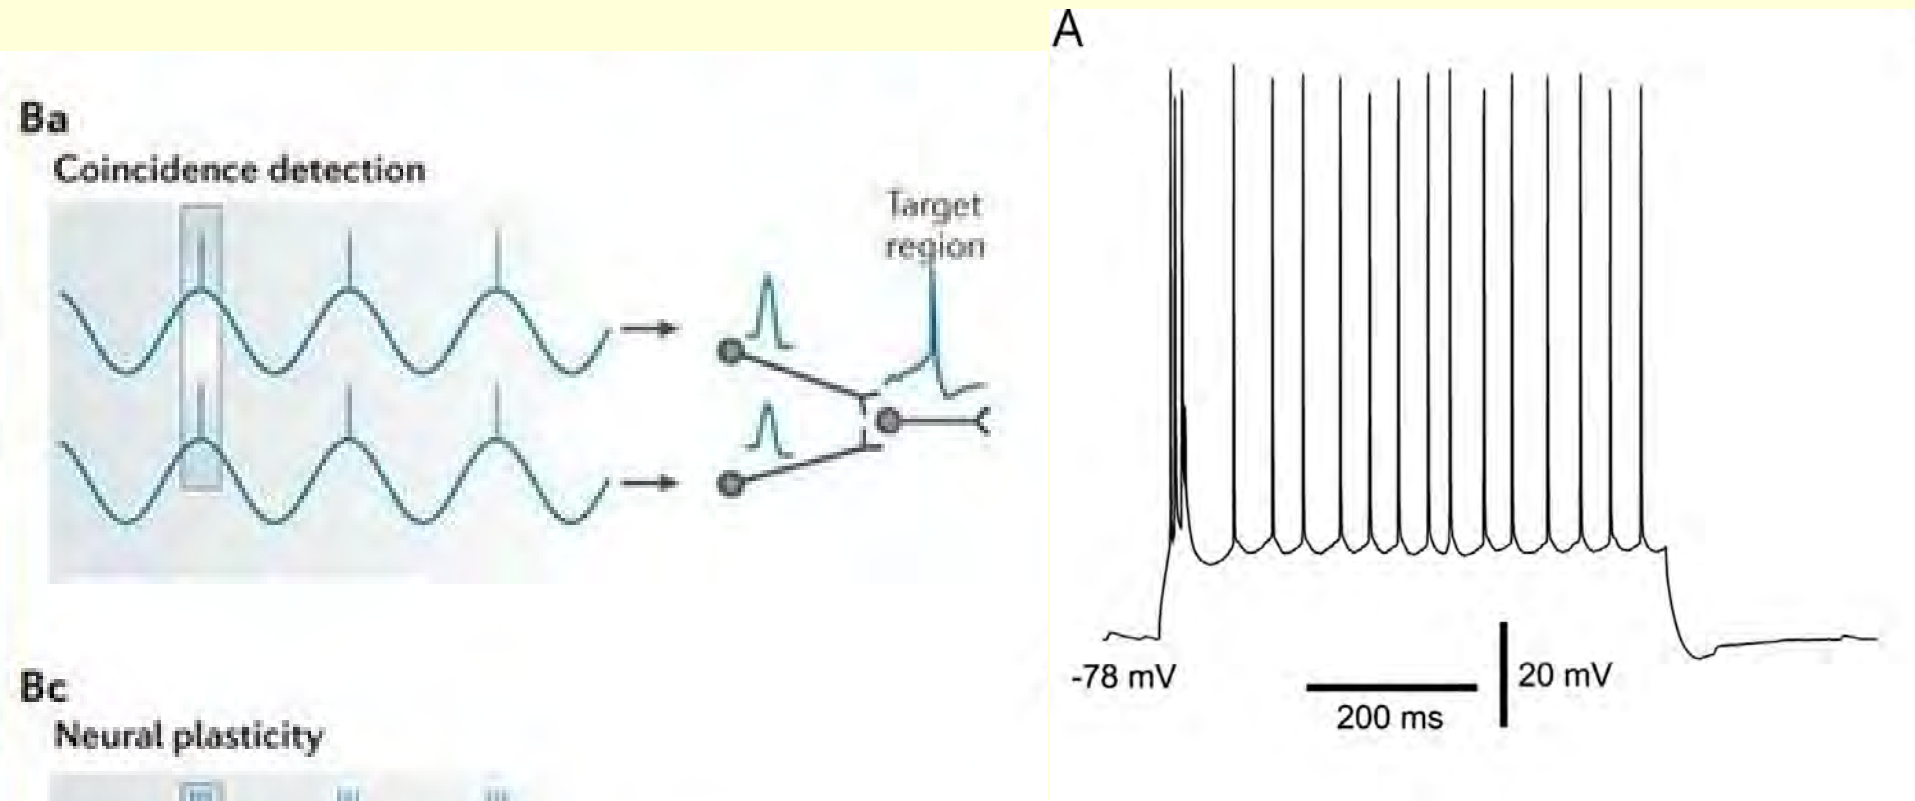 Ba
Coincidence detection
Target
region
Bc
Neural plasticity
A
-78 mV
200 ms
20 mV